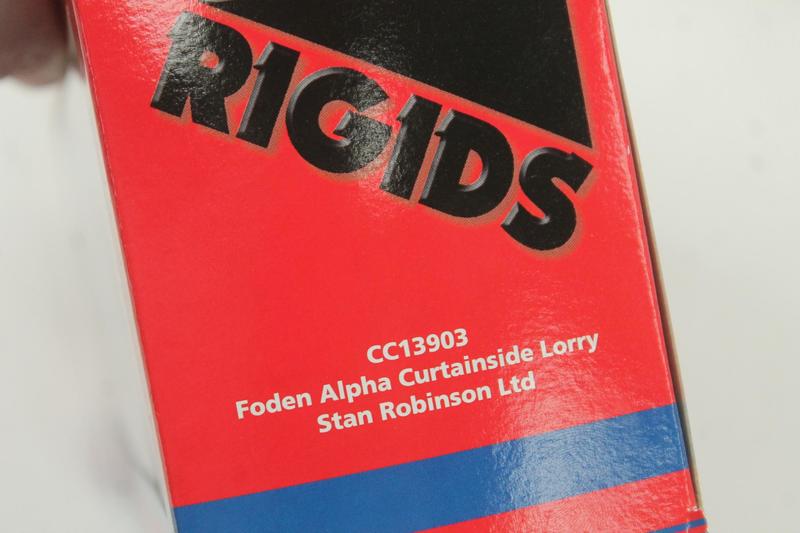 RIGIDS
CC13903
Foden Alpha Curtainside Lorry
Stan Robinson Ltd